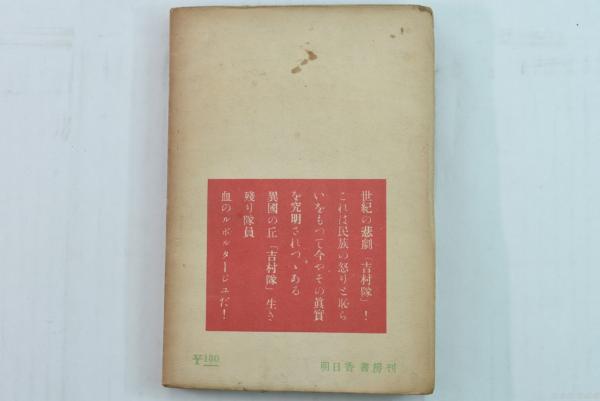 世紀の悲劇「吉村隊」！
これは民族の怒りと恥ら
いをもつて今やその眞實
を究明されつゝある
異國の丘「吉村隊」生き
殘り隊員
血のルポルタージユだ！
¥180
明日香書房刊